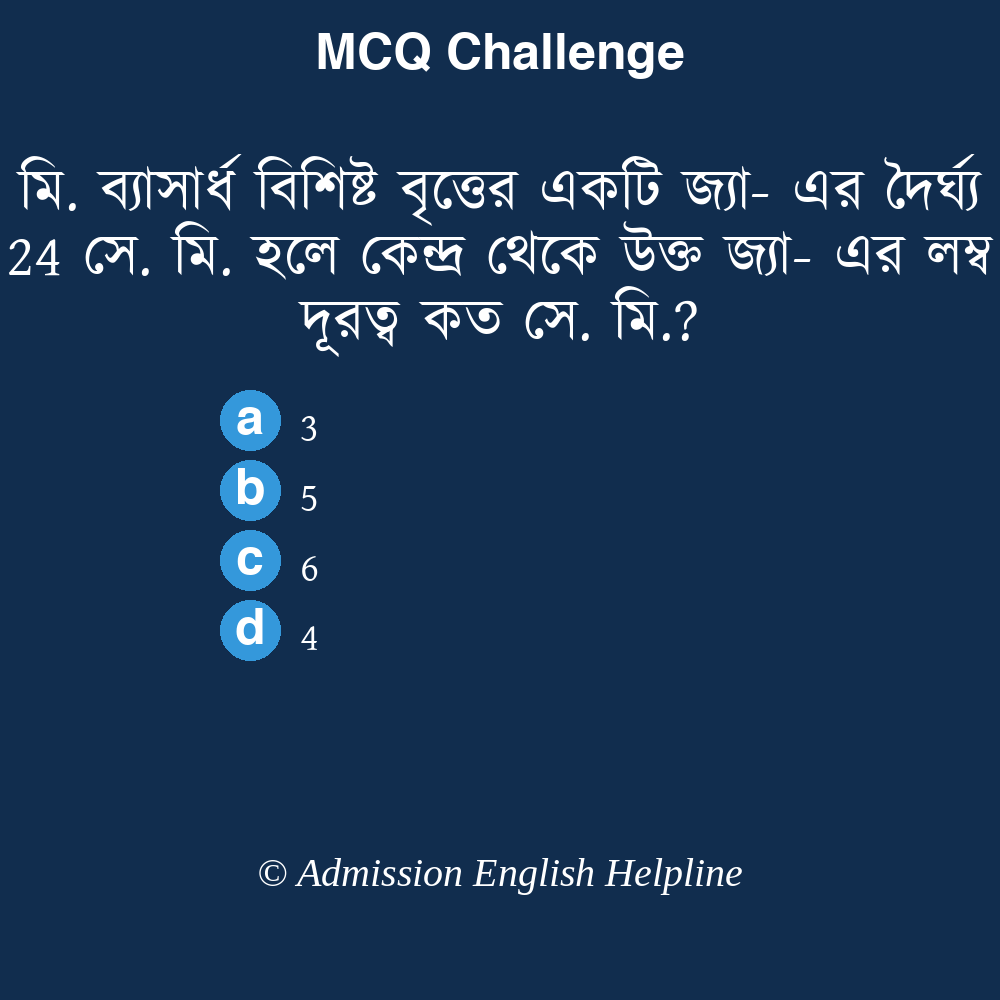 MCQ Challenge
মি. ব্যাসার্ধ বিশিষ্ট বৃত্তের একটি জ্যা- এর দৈর্ঘ্য
24 সে. মি. হলে কেন্দ্র থেকে উক্ত জ্যা- এর লম্ব
দূরত্ব কত সে. মি.?
a 3
b 5
c 6
d 4
© Admission English Helpline